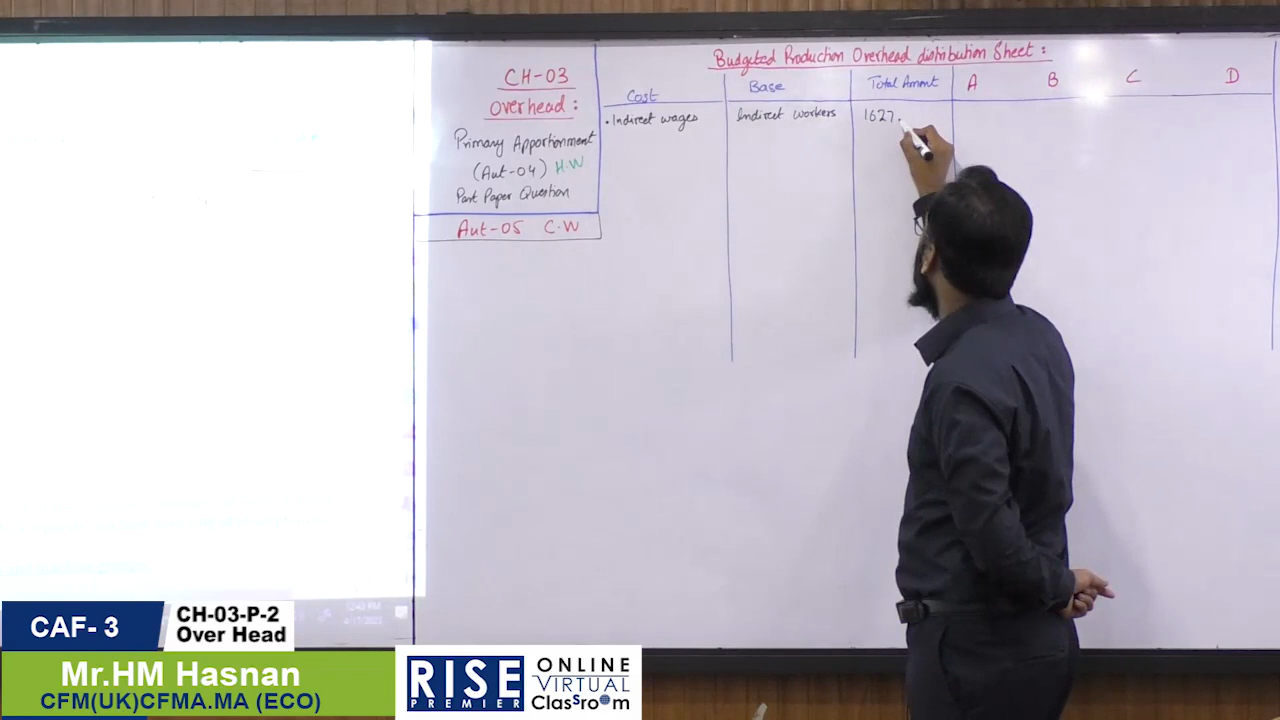 CH-03
Overhead :
Primary Apportionment
(Aut-04) H.W
Past Paper Question
Aut-05 C.W
Budgeted Production Overhead distribution Sheet :
Cost Base Total Amont A B C D
• Indirect wages Indirect workers 1627.
CAF- 3
CH-03-P-2
Over Head
Mr.HM Hasnan
CFM(UK)CFMA.MA (ECO)
RISE
PREMIER
ONLINE
VIRTUAL
Classroom